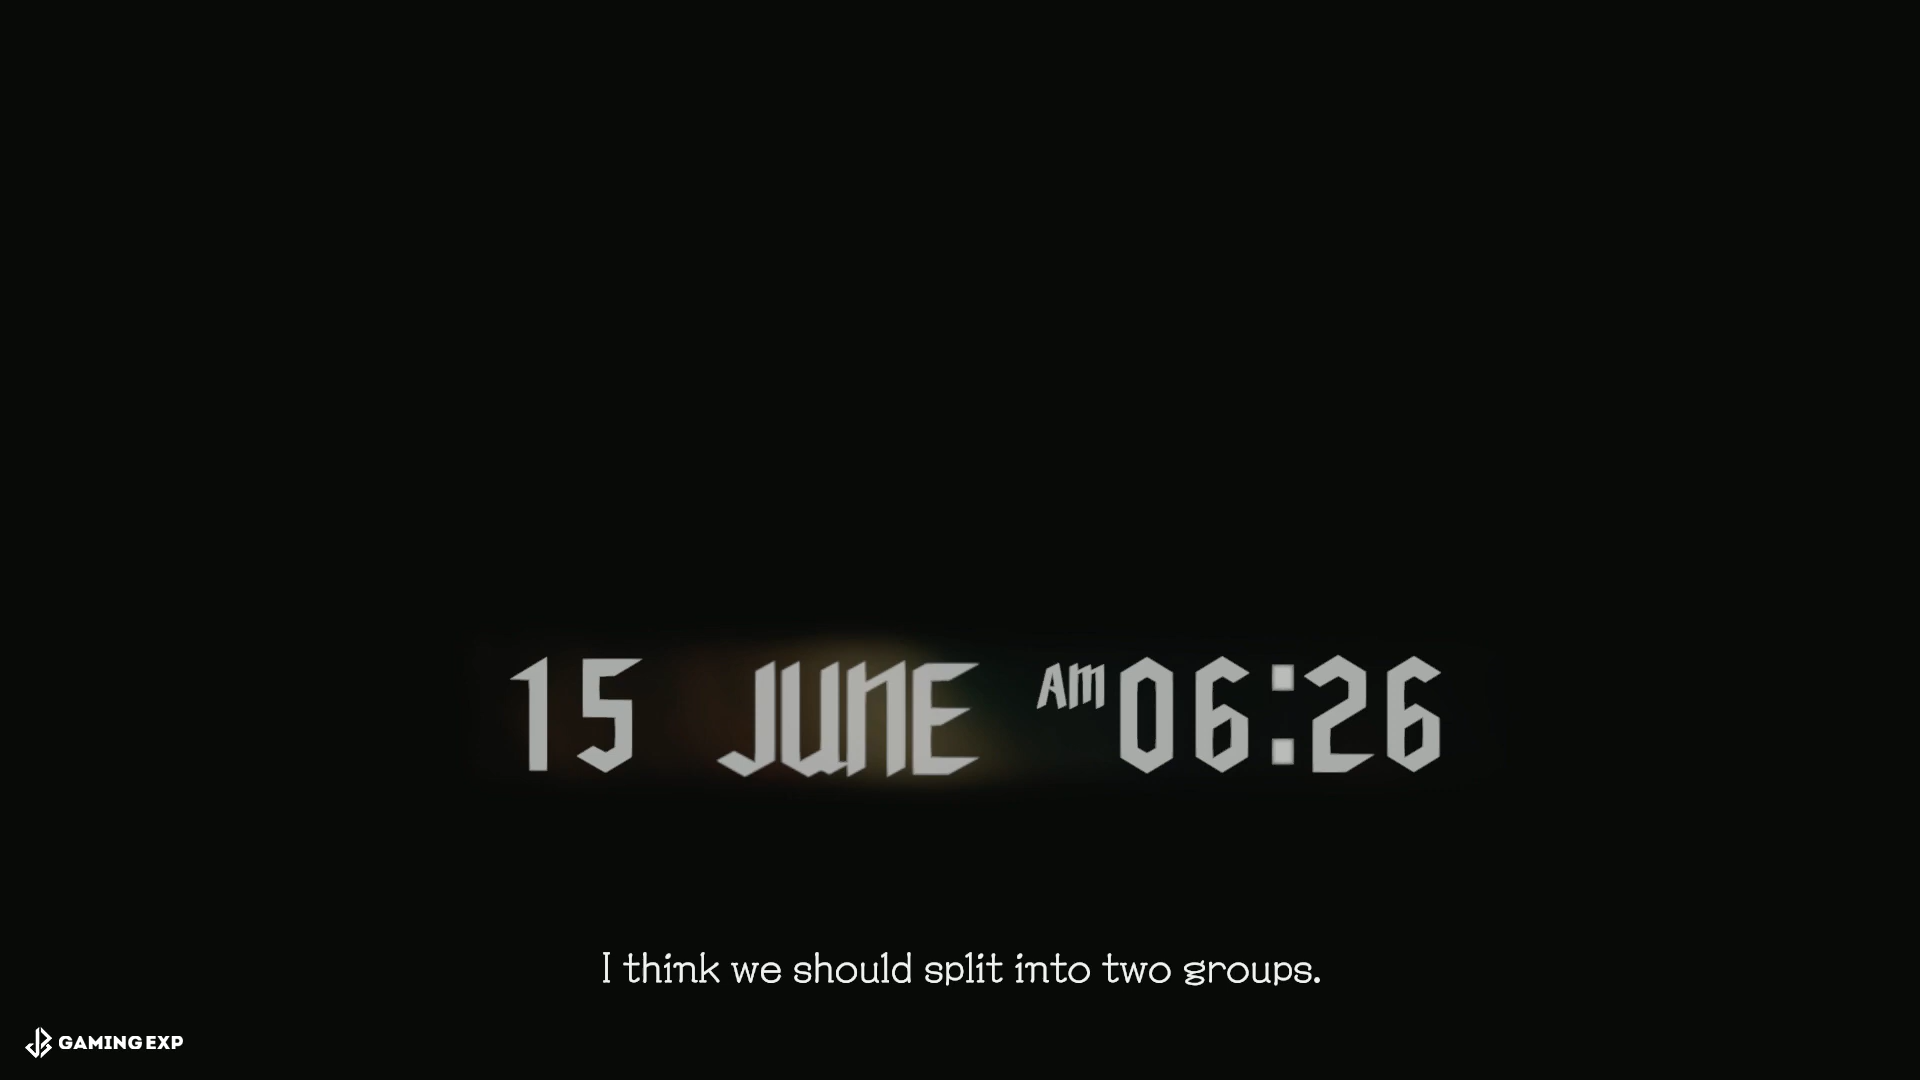 15 JUNE AM 06:26
I think we should split into two groups.
GAMING EXP